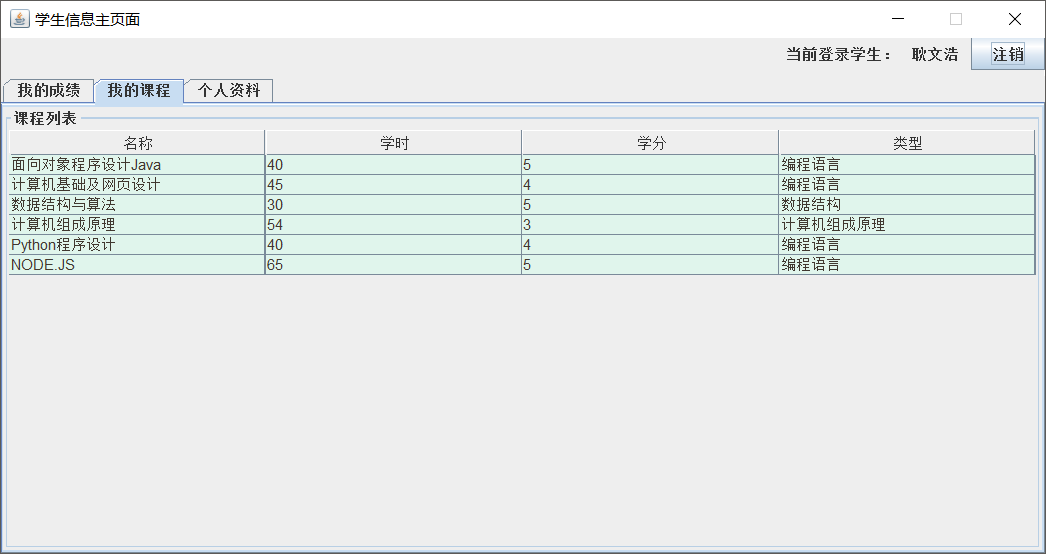 学生信息主页面
当前登录学生： 耿文浩 注销
我的成绩 我的课程 个人资料
课程列表
名称 学时 学分 类型
面向对象程序设计Java 40 5 编程语言
计算机基础及网页设计 45 4 编程语言
数据结构与算法 30 5 数据结构
计算机组成原理 54 3 计算机组成原理
Python程序设计 40 4 编程语言
NODE.JS 65 5 编程语言